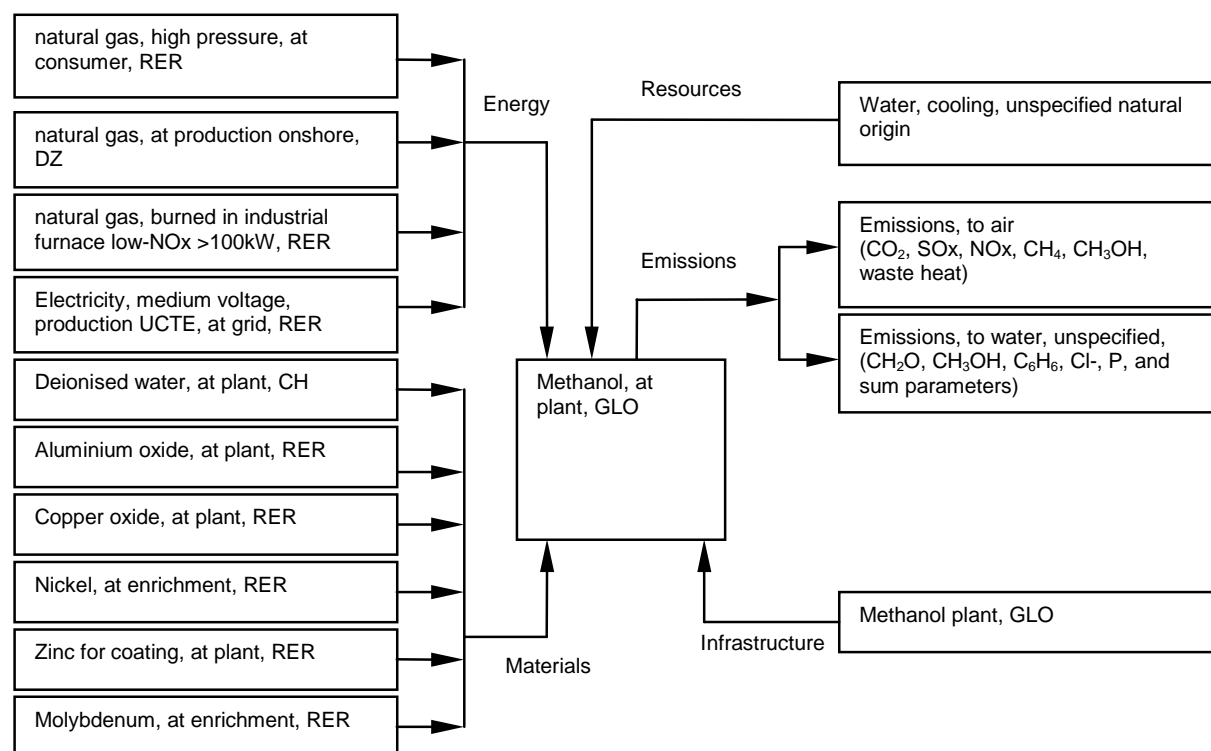 natural gas, high pressure, at
consumer, RER
natural gas, at production onshore,
DZ
natural gas, burned in industrial
furnace low-NOx >100kW, RER
Electricity, medium voltage,
production UCTE, at grid, RER
Deionised water, at plant, CH
Aluminium oxide, at plant, RER
Copper oxide, at plant, RER
Nickel, at enrichment, RER
Zinc for coating, at plant, RER
Molybdenum, at enrichment, RER
Energy
Materials
Methanol, at
plant, GLO
Resources
Emissions
Infrastructure
Water, cooling, unspecified natural
origin
Emissions, to air
(CO₂, SOx, NOx, CH₄, CH₃OH,
waste heat)
Emissions, to water, unspecified,
(CH₂O, CH₃OH, C₆H₆, Cl-, P, and
sum parameters)
Methanol plant, GLO